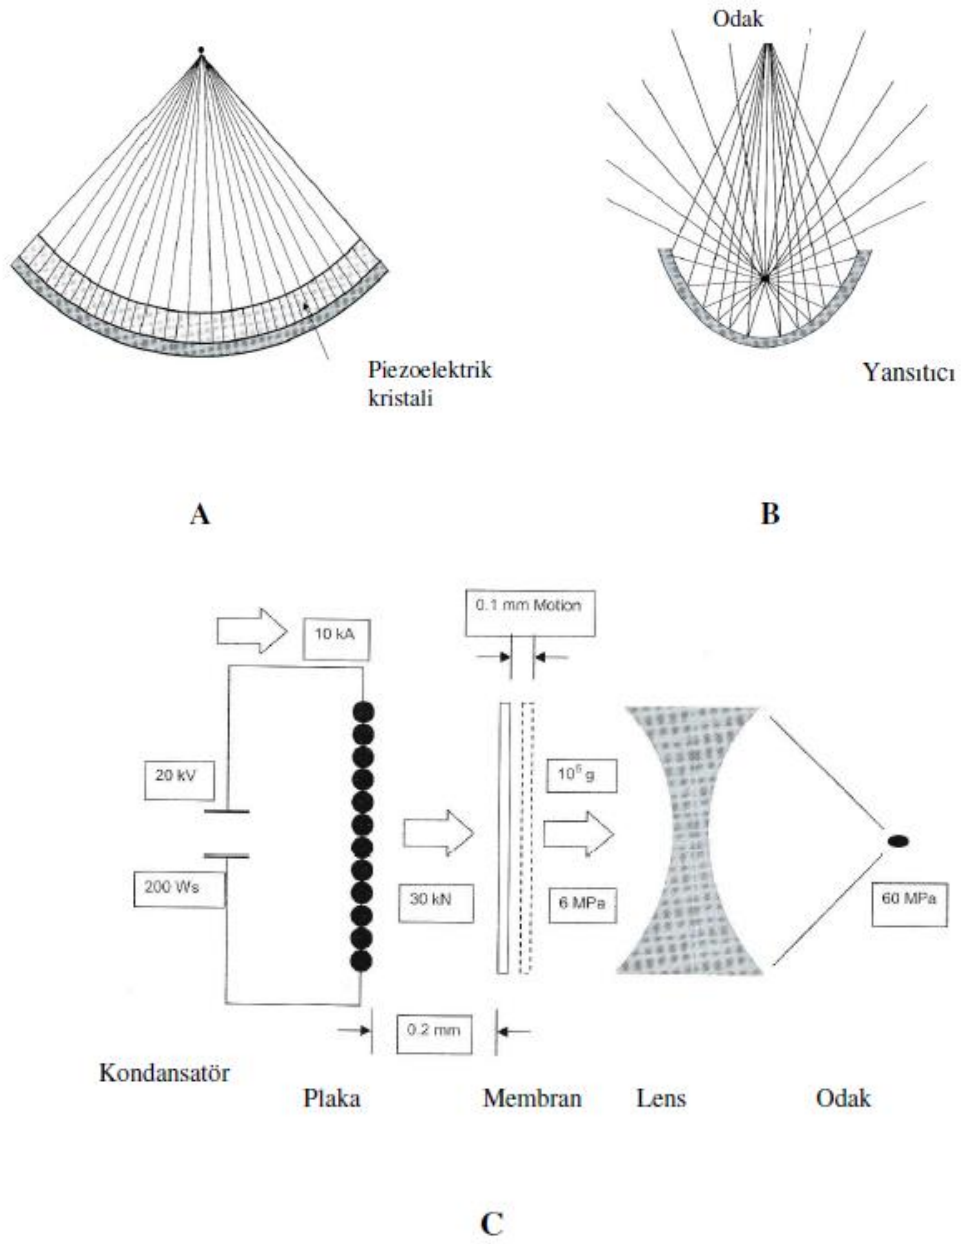 Odak
Piezoelektrik
kristali
Yansıtıcı
A
B
0.1 mm Motion
10 kA
20 kV
10⁵ g
200 Ws
30 kN
6 MPa
60 MPa
0.2 mm
Kondansatör
Plaka
Membran
Lens
Odak
C